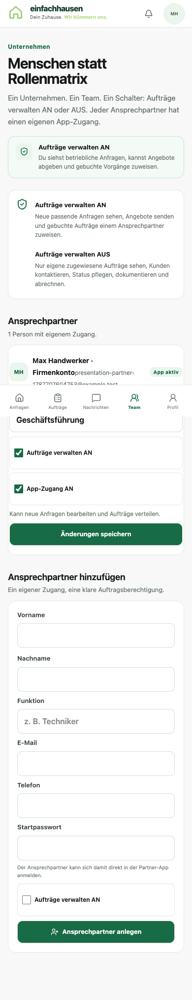 einfachhausen
Dein Zuhause. Wir kümmern uns.
MH
Unternehmen
Menschen statt
Rollenmatrix
Ein Unternehmen. Ein Team. Ein Schalter: Aufträge
verwalten AN oder AUS. Jeder Ansprechpartner hat
einen eigenen App-Zugang.
Aufträge verwalten AN
Du siehst betriebliche Anfragen, kannst Angebote
abgeben und gebuchte Vorgänge zuweisen.
Aufträge verwalten AN
Neue passende Anfragen sehen, Angebote senden
und gebuchte Aufträge einem Ansprechpartner
zuweisen.
Aufträge verwalten AUS
Nur eigene zugewiesene Aufträge sehen, Kunden
kontaktieren, Status pflegen, dokumentieren und
abrechnen.
Ansprechpartner
1 Person mit eigenem Zugang.
MH
Max Handwerker ·
Firmenkontopresentation-partner-
1787707604753@example.test
App aktiv
Anfragen
Aufträge
Nachrichten
Team
Profil
Geschäftsführung
Aufträge verwalten AN
App-Zugang AN
Kann neue Anfragen bearbeiten und Aufträge verteilen.
Änderungen speichern
Ansprechpartner hinzufügen
Ein eigener Zugang, eine klare Auftragsberechtigung.
Vorname
Nachname
Funktion
z. B. Techniker
E-Mail
Telefon
Startpasswort
Der Ansprechpartner kann sich damit direkt in der Partner-App
anmelden.
Aufträge verwalten AN
Ansprechpartner anlegen